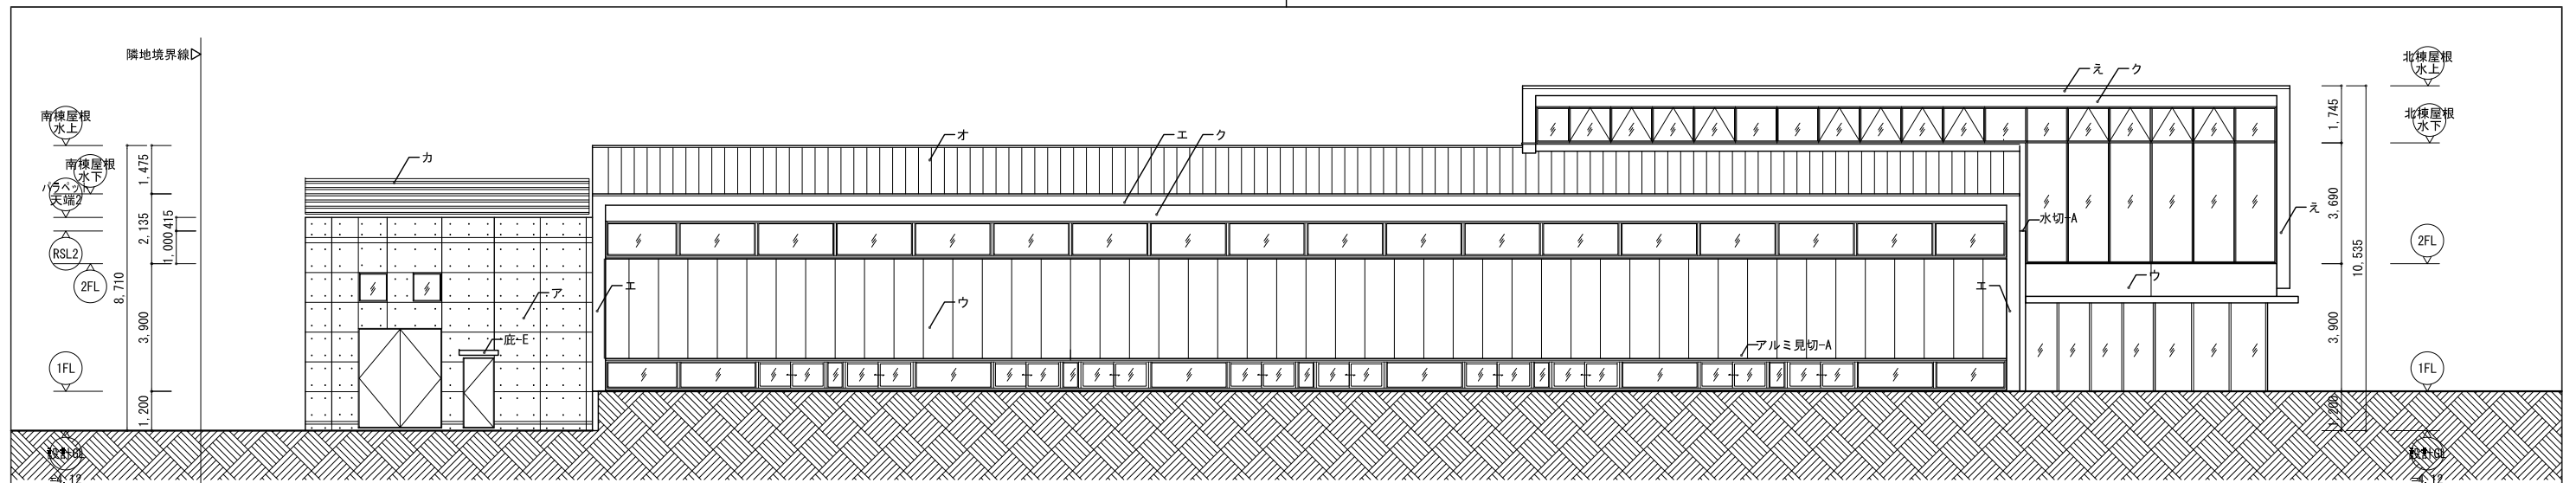 隣地境界線
南棟屋根
水上
南棟屋根
水下
パラペット
天端2
RSL2
2FL
1FL
設計GL
=4.12
1,475
2,135
415
1,000
8,710
3,900
1,200
カ
オ
エ
ク
え
ク
ア
庇-E
エ
ウ
アルミ見切-A
エ
水切-A
ウ
え
1,745
3,690
10,535
3,900
1,200
北棟屋根
水上
北棟屋根
水下
2FL
1FL
設計GL
=4.12